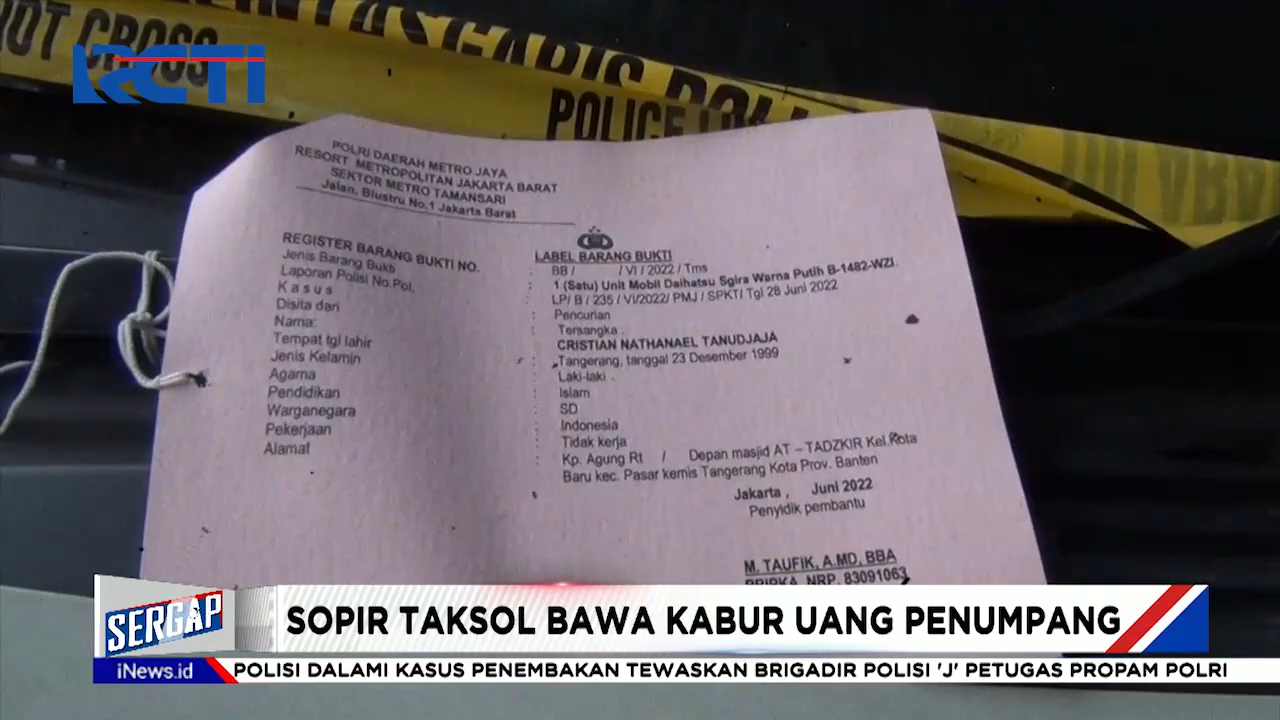 NOT CROSS
RCTI
POLICE
POLRI DAERAH METRO JAYA
RESORT METROPOLITAN JAKARTA BARAT
SEKTOR METRO TAMANSARI
Jalan. Blustru No.1 Jakarta Barat
REGISTER BARANG BUKTI NO.
LABEL BARANG BUKTI
BB / / VI / 2022 / Tms
Jenis Barang Bukti : 1 (Satu) Unit Mobil Daihatsu Sgira Warna Putih B-1482-WZI.
Laporan Polisi No.Pol. : LP/ B / 235 / VI/2022/ PMJ / SPKT/ Tgl 28 Juni 2022
K a s u s : Pencurian
Disita dari : Tersangka .
Nama: : CRISTIAN NATHANAEL TANUDJAJA
Tempat tgl lahir : Tangerang, tanggal 23 Desember 1999
Jenis Kelamin : Laki-laki .
Agama : Islam
Pendidikan : SD
Warganegara : Indonesia
Pekerjaan : Tidak kerja
Alamat : Kp. Agung Rt / Depan masjid AT – TADZKIR Kel.Kota
Baru kec. Pasar kemis Tangerang Kota Prov. Banten
Jakarta , Juni 2022
Penyidik pembantu
M. TAUFIK, A.MD, BBA
BRIPKA, NRP. 83091063
SERGAP
SOPIR TAKSOL BAWA KABUR UANG PENUMPANG
iNews.id
POLISI DALAMI KASUS PENEMBAKAN TEWASKAN BRIGADIR POLISI 'J' PETUGAS PROPAM POLRI